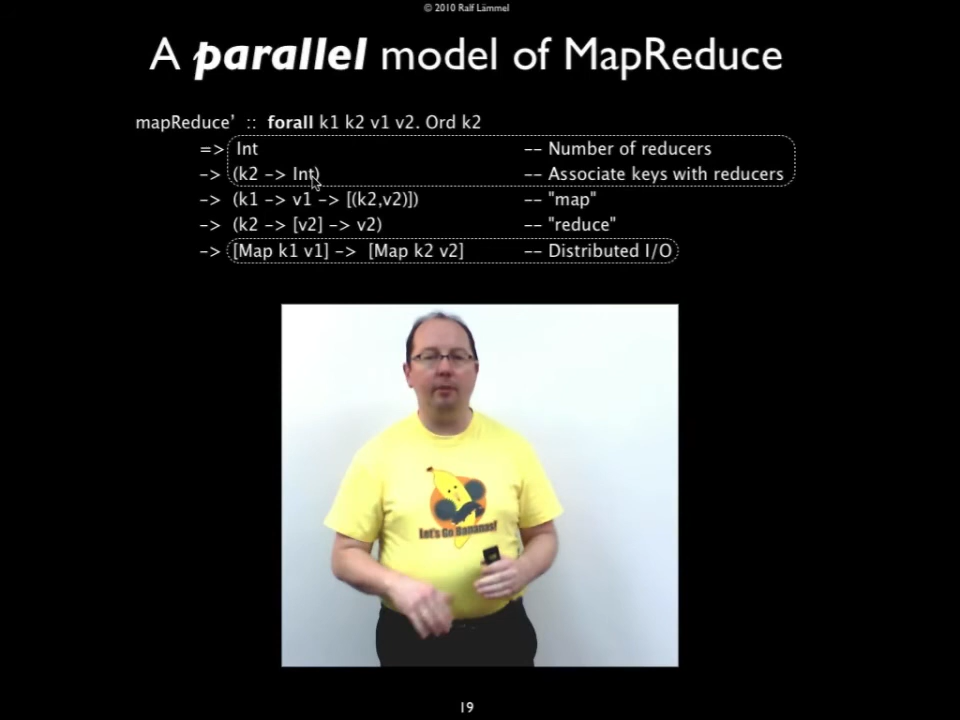 © 2010 Ralf Lämmel
A parallel model of MapReduce
mapReduce' :: forall k1 k2 v1 v2. Ord k2
=> Int -- Number of reducers
-> (k2 -> Int) -- Associate keys with reducers
-> (k1 -> v1 -> [(k2,v2)]) -- "map"
-> (k2 -> [v2] -> v2) -- "reduce"
-> [Map k1 v1] -> [Map k2 v2] -- Distributed I/O
Let's Go Bananas!
19